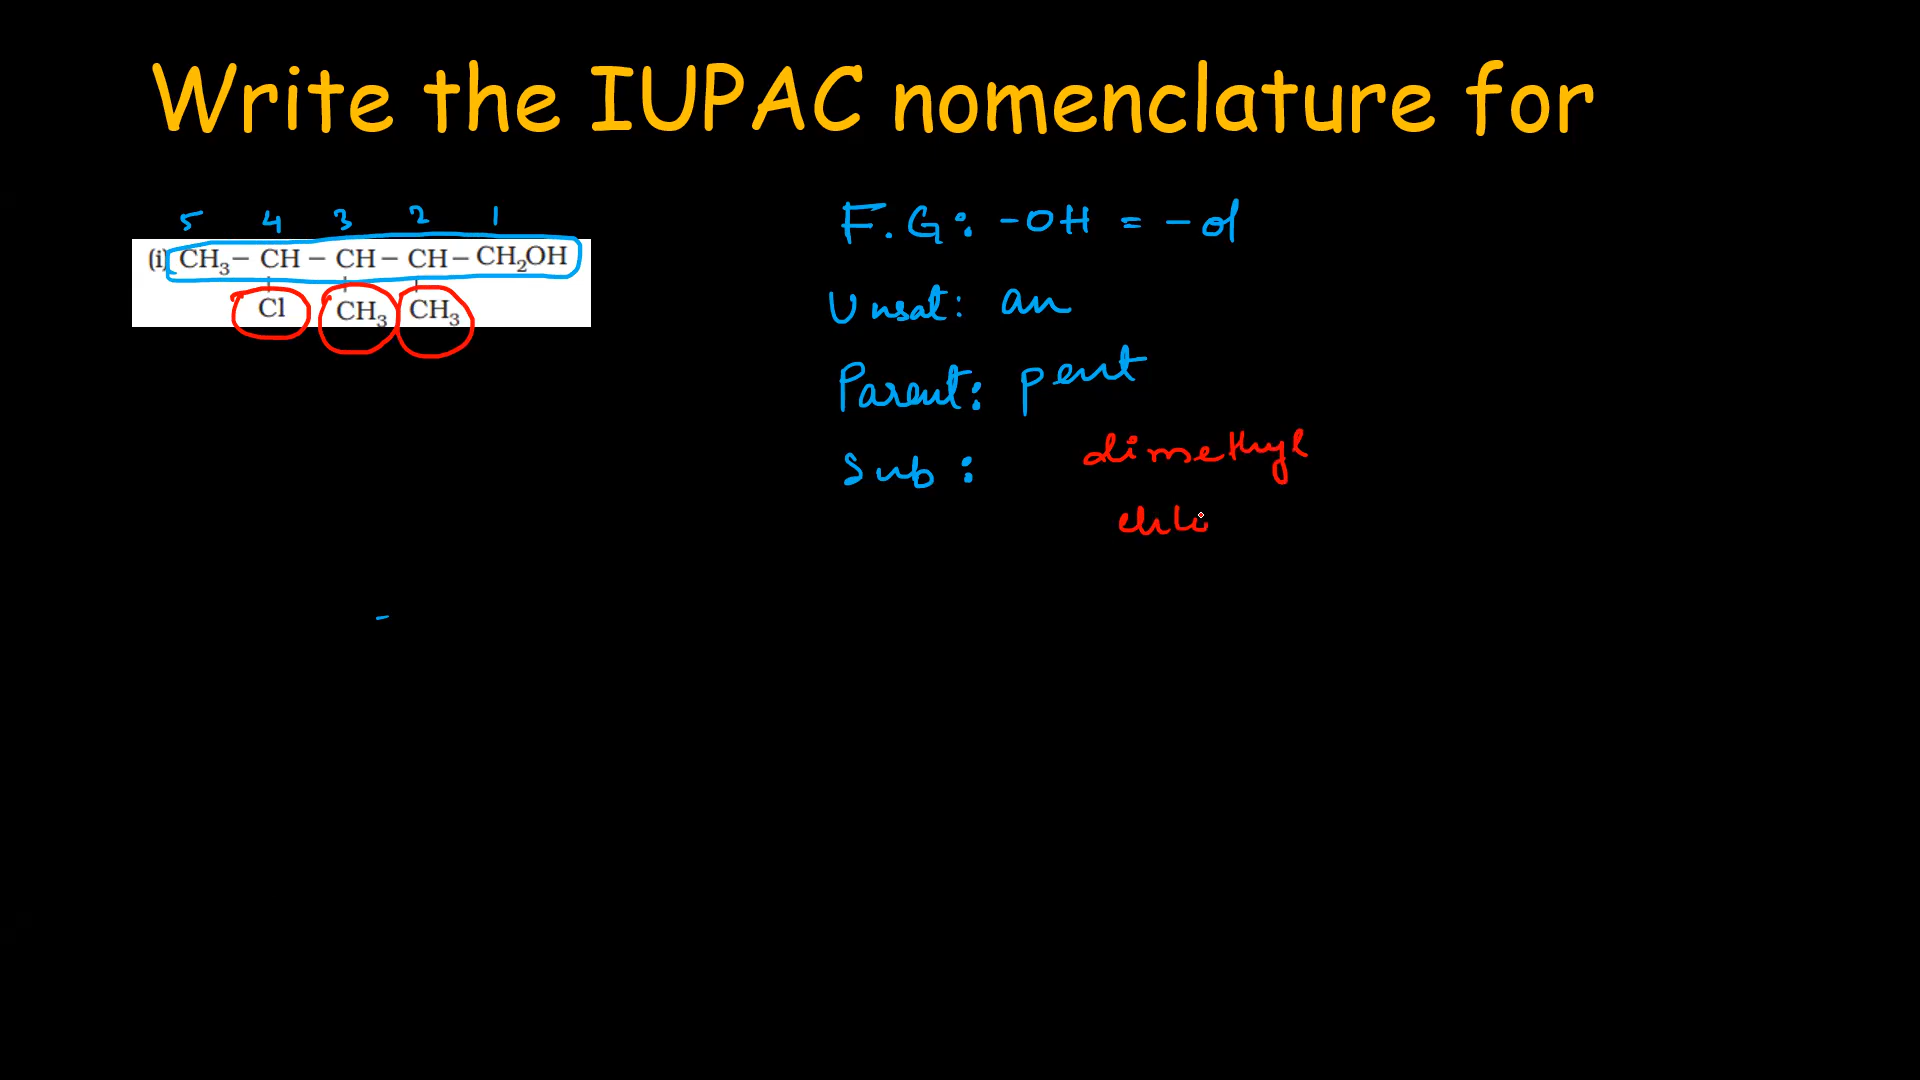 Write the IUPAC nomenclature for
5 4 3 2 1
(i) CH₃– CH – CH – CH – CH₂OH
Cl CH₃ CH₃
F.G: -OH = -ol
Unsat: an
Parent: pent
Sub: dimethyl
chlo